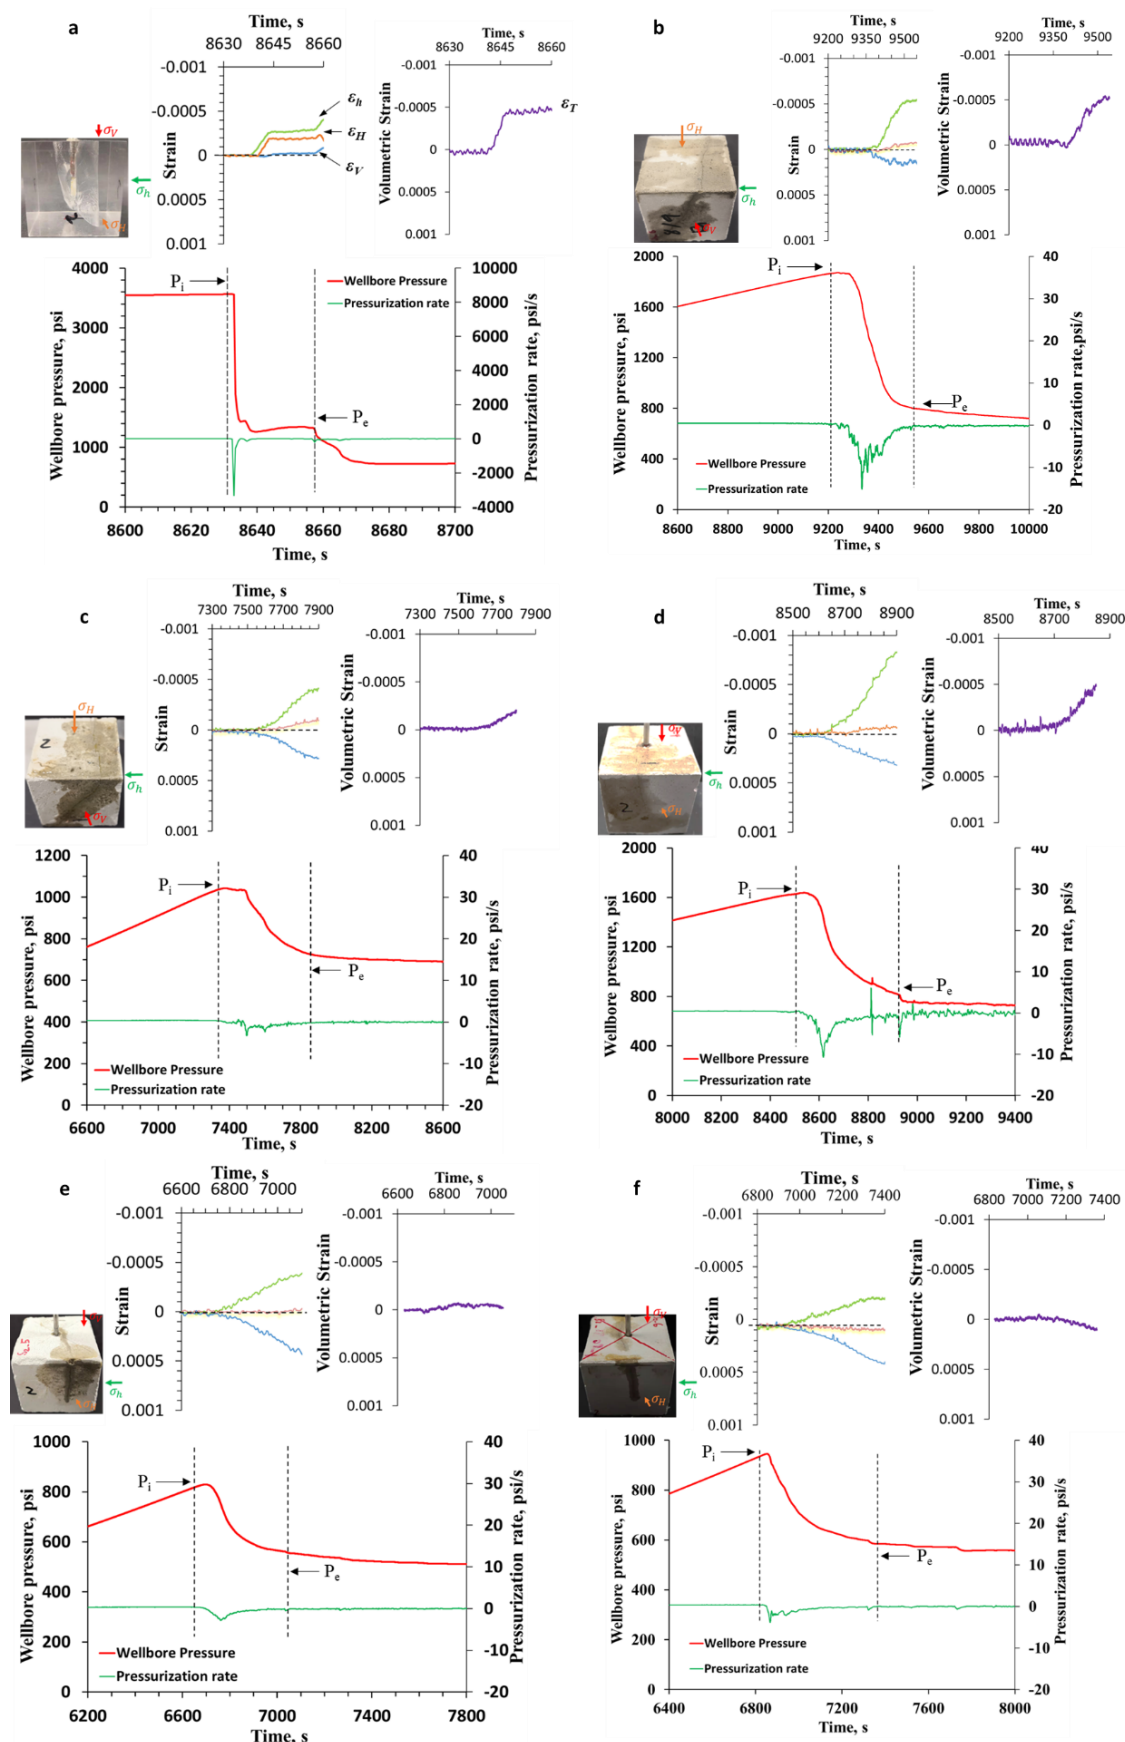 a
Time, s
8630 8645 8660
-0.001
-0.0005
0
0.0005
0.001
Strain
εh
εH
εV
Time, s
8630 8645 8660
-0.001
-0.0005
0
0.0005
0.001
Volumetric Strain
εT
σV
σh
σH
4000
3000
2000
1000
0
Wellbore pressure, psi
Pi
Pe
Wellbore Pressure
Pressurization rate
10000
8000
6000
4000
2000
0
-2000
-4000
Pressurization rate, psi/s
8600 8620 8640 8660 8680 8700
Time, s
b
Time, s
9200 9350 9500
-0.001
-0.0005
0
0.0005
0.001
Strain
Time, s
9200 9350 9500
-0.001
-0.0005
0
0.0005
0.001
Volumetric Strain
σH
σh
σV
2000
1600
1200
800
400
0
Wellbore pressure, psi
Pi
Pe
Wellbore Pressure
Pressurization rate
40
30
20
10
0
-10
-20
Pressurization rate,psi/s
8600 8800 9000 9200 9400 9600 9800 10000
Time, s
c
Time, s
7300 7500 7700 7900
-0.001
-0.0005
0
0.0005
0.001
Strain
Time, s
7300 7500 7700 7900
-0.001
-0.0005
0
0.0005
0.001
Volumetric Strain
σH
2
σh
σV
1200
1000
800
600
400
200
0
Wellbore pressure, psi
Pi
Pe
Wellbore Pressure
Pressurization rate
40
30
20
10
0
-10
-20
Pressurization rate, psi/s
6600 7000 7400 7800 8200 8600
Time, s
d
Time, s
8500 8700 8900
-0.001
-0.0005
0
0.0005
0.001
Strain
Time, s
8500 8700 8900
-0.001
-0.0005
0
0.0005
0.001
Volumetric Strain
σV
σh
σH
2
2000
1600
1200
800
400
0
Wellbore pressure, psi
Pi
Pe
Wellbore Pressure
Pressurization rate
40
30
20
10
0
-10
-20
Pressurization rate, psi/s
8000 8400 8600 8800 9000 9200 9400
Time, s
e
Time, s
6600 6800 7000
-0.001
-0.0005
0
0.0005
0.001
Strain
Time, s
6600 6800 7000
-0.001
-0.0005
0
0.0005
0.001
Volumetric Strain
2
σh
1000
800
600
400
200
0
Wellbore pressure, psi
Pi
Pe
Wellbore Pressure
Pressurization rate
40
30
20
10
0
-10
-20
Pressurization rate, psi/s
6200 6600 7000 7400 7800
Time, s
f
Time, s
6800 7000 7200 7400
-0.001
-0.0005
0
0.0005
0.001
Strain
Time, s
6800 7000 7200 7400
-0.001
-0.0005
0
0.0005
0.001
Volumetric Strain
σh
σH
1000
800
600
400
200
0
Wellbore pressure, psi
Pi
Pe
Wellbore Pressure
Pressurization rate
40
30
20
10
0
-10
-20
Pressurization rate, psi/s
6400 6800 7200 7600 8000
Time, s